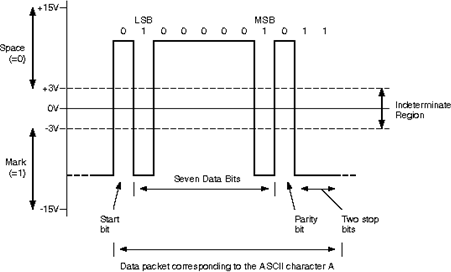 +15V
LSB MSB
0 1 0 0 0 0 0 1 0 1 1
Space
(=0)
+3V
0V
Indeterminate
Region
-3V
Mark
(=1)
Seven Data Bits
-15V
Start
bit
Parity
bit
Two stop
bits
Data packet corresponding to the ASCII character A